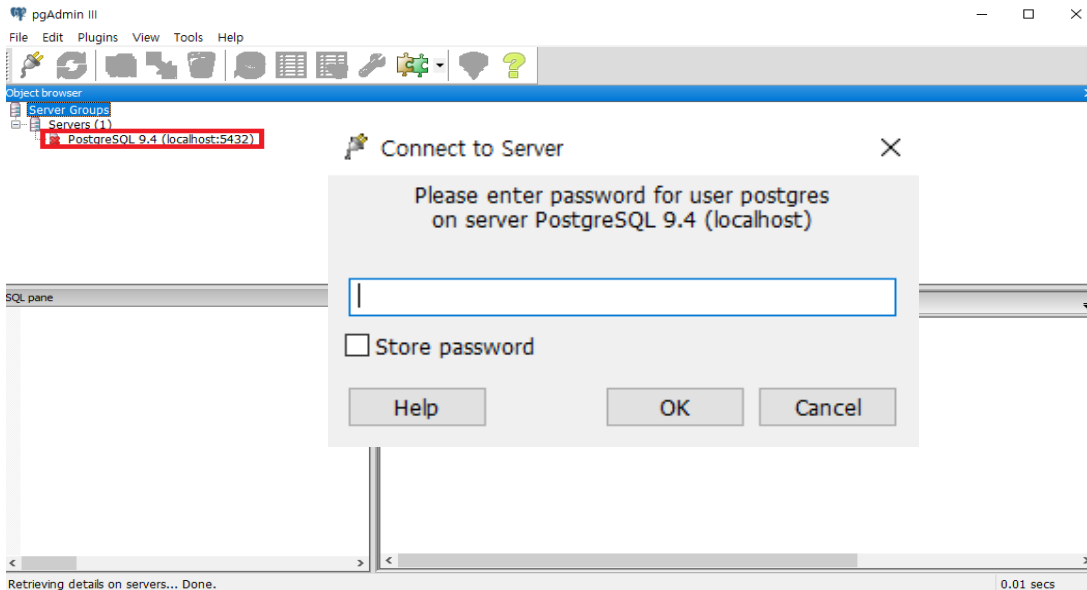 pgAdmin III
File Edit Plugins View Tools Help
Object browser
Server Groups
Servers (1)
PostgreSQL 9.4 (localhost:5432)
Connect to Server
Please enter password for user postgres
on server PostgreSQL 9.4 (localhost)
Store password
Help OK Cancel
SQL pane
Retrieving details on servers... Done. 0.01 secs